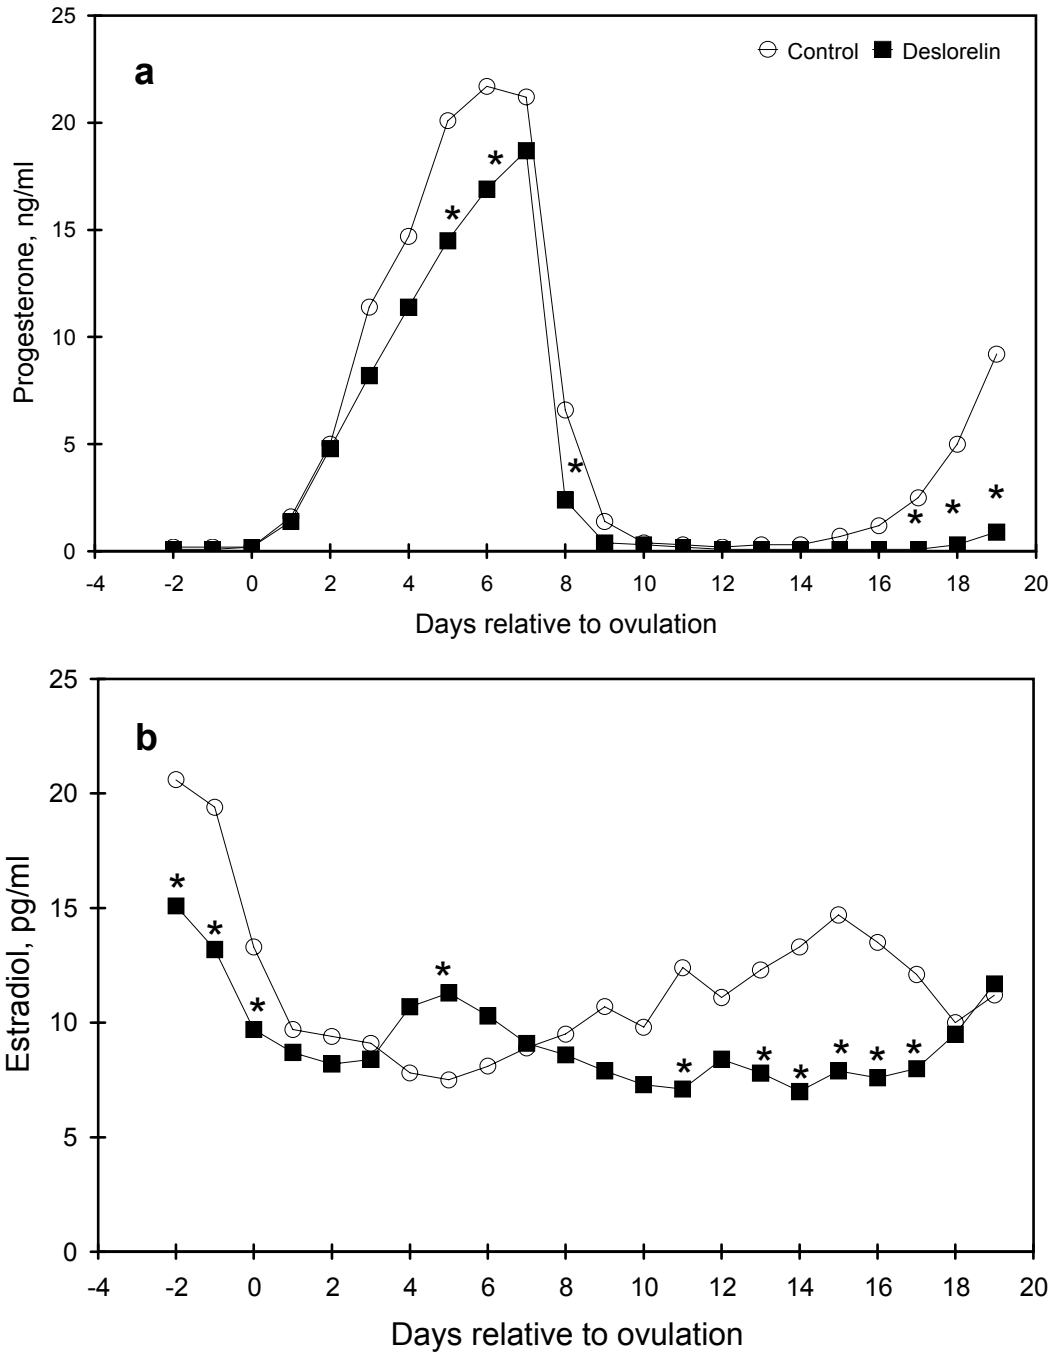 25
a
Control Deslorelin
20
15
10
5
0
Progesterone, ng/ml
* * * * * *
-4 -2 0 2 4 6 8 10 12 14 16 18 20
Days relative to ovulation
25
b
20
15
10
5
0
Estradiol, pg/ml
* * * * * * * * * *
-4 -2 0 2 4 6 8 10 12 14 16 18 20
Days relative to ovulation